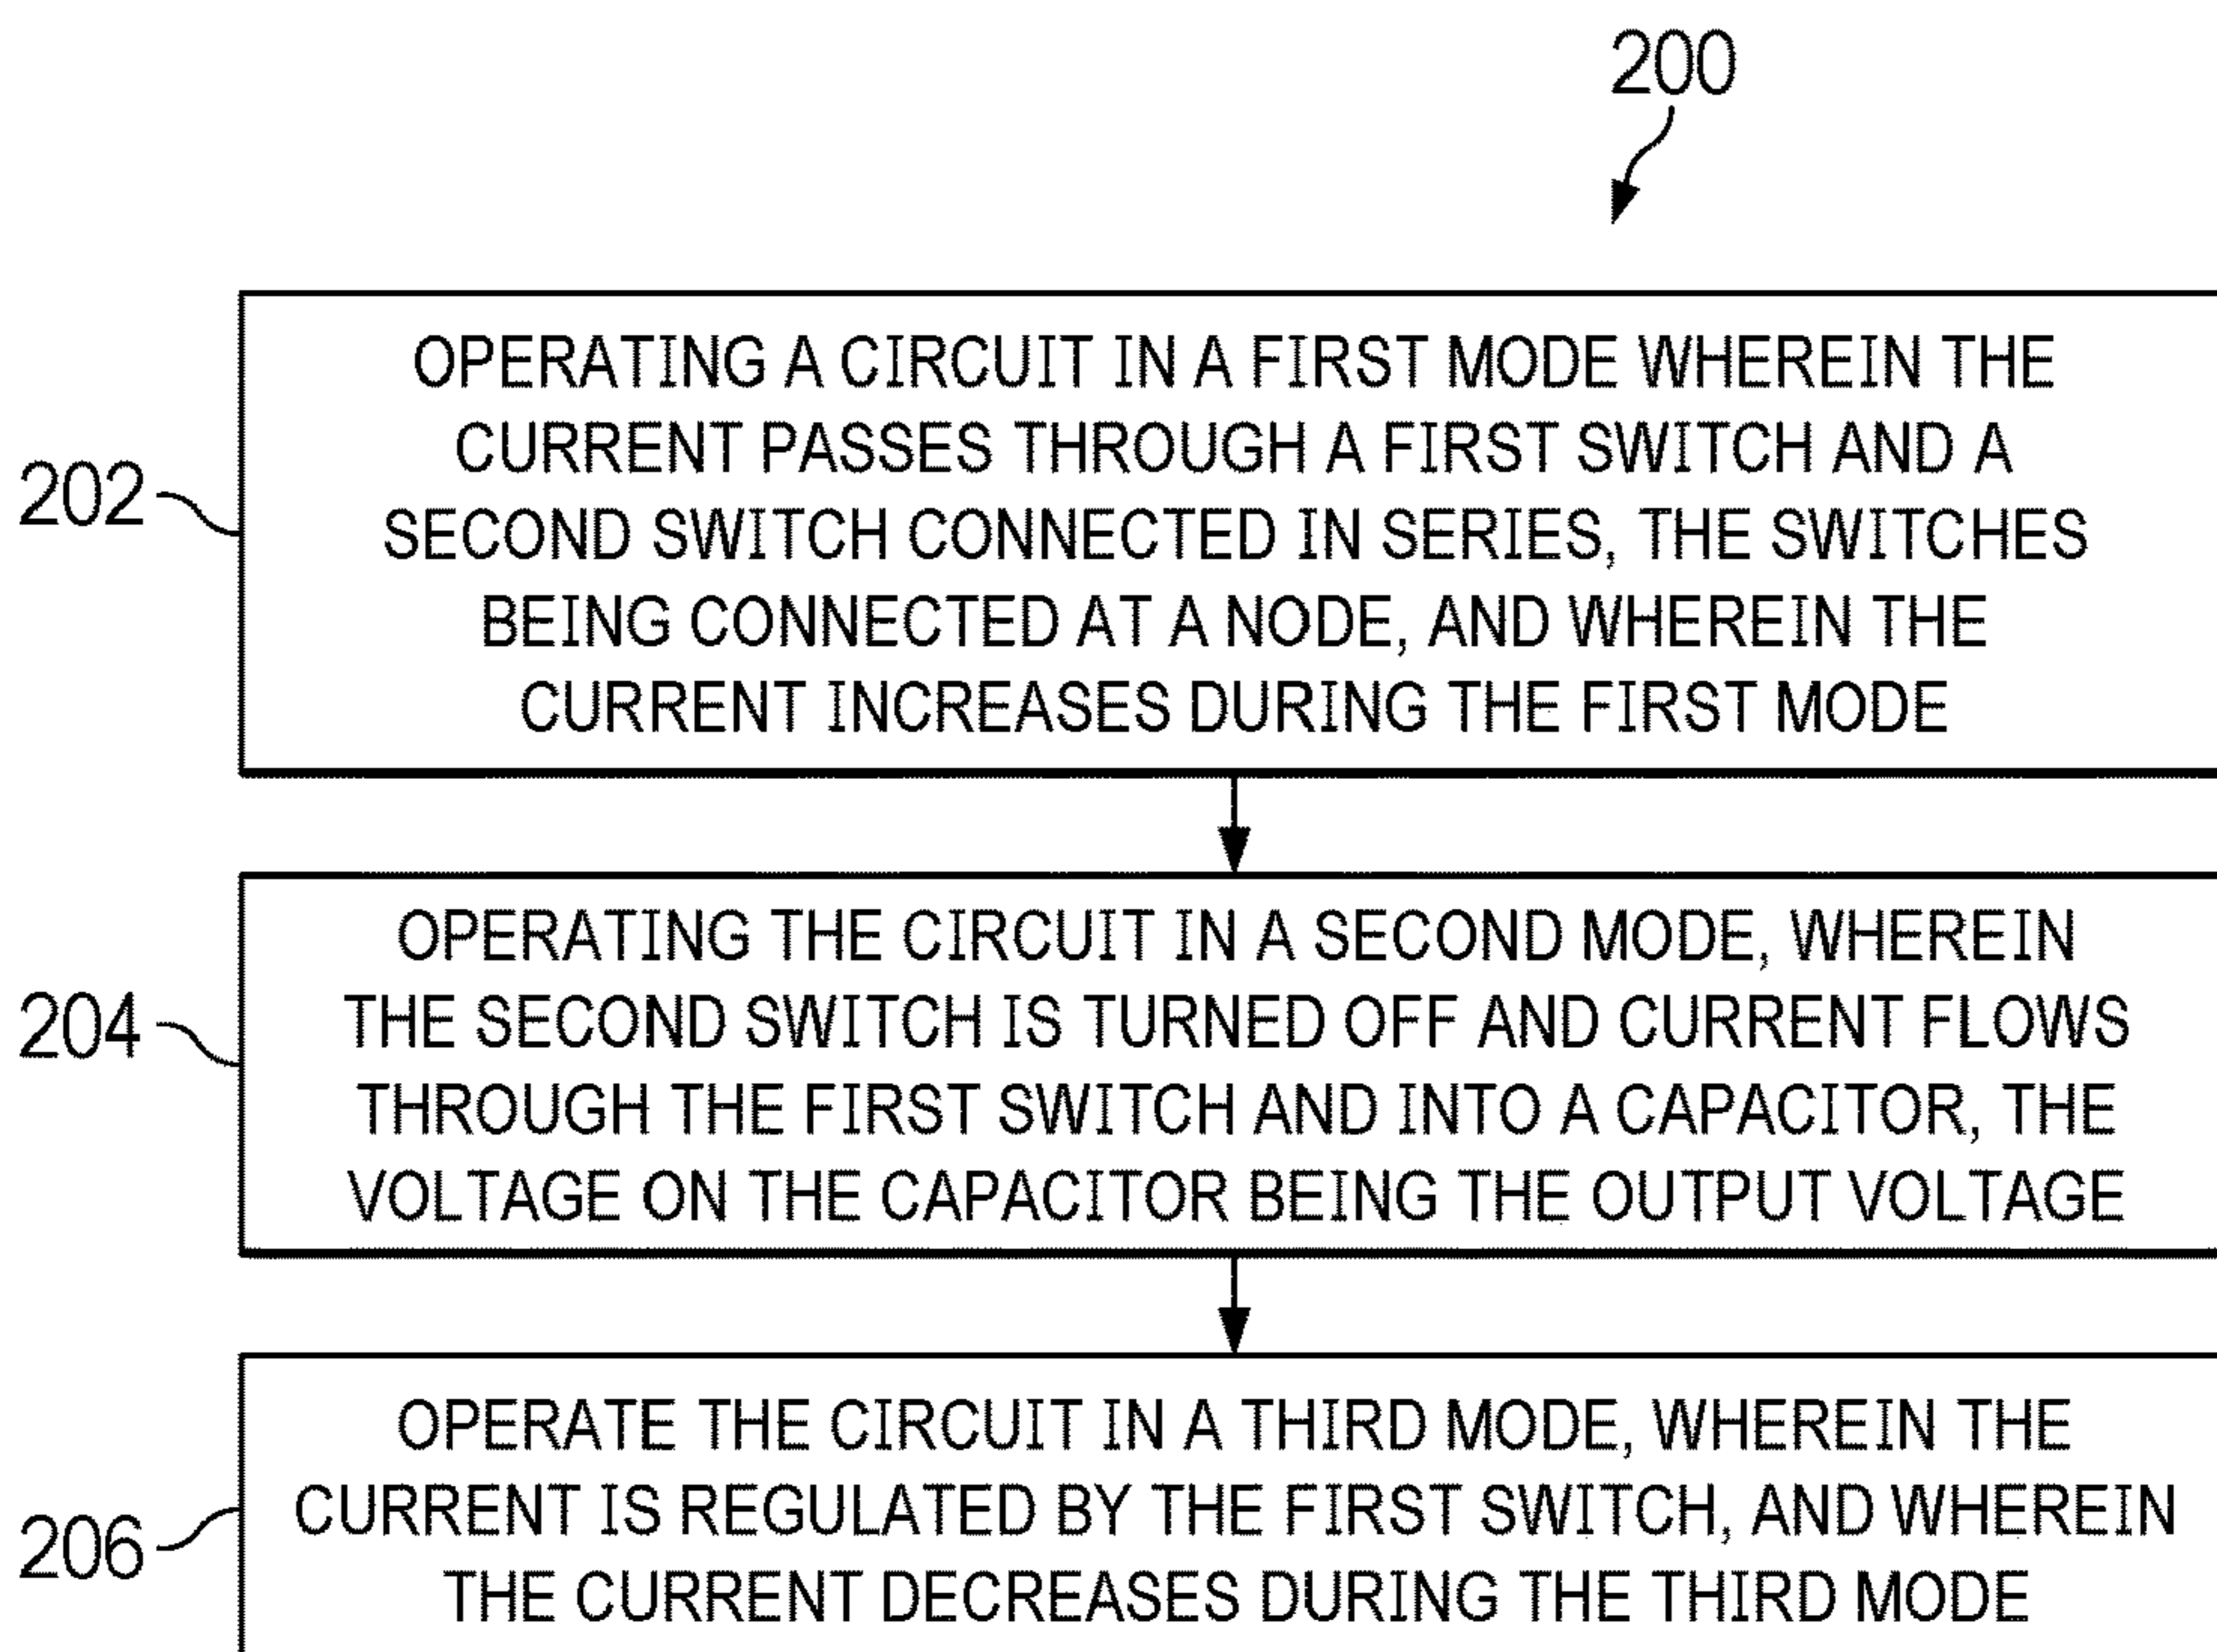 200
202
OPERATING A CIRCUIT IN A FIRST MODE WHEREIN THE
CURRENT PASSES THROUGH A FIRST SWITCH AND A
SECOND SWITCH CONNECTED IN SERIES, THE SWITCHES
BEING CONNECTED AT A NODE, AND WHEREIN THE
CURRENT INCREASES DURING THE FIRST MODE
204
OPERATING THE CIRCUIT IN A SECOND MODE, WHEREIN
THE SECOND SWITCH IS TURNED OFF AND CURRENT FLOWS
THROUGH THE FIRST SWITCH AND INTO A CAPACITOR, THE
VOLTAGE ON THE CAPACITOR BEING THE OUTPUT VOLTAGE
206
OPERATE THE CIRCUIT IN A THIRD MODE, WHEREIN THE
CURRENT IS REGULATED BY THE FIRST SWITCH, AND WHEREIN
THE CURRENT DECREASES DURING THE THIRD MODE